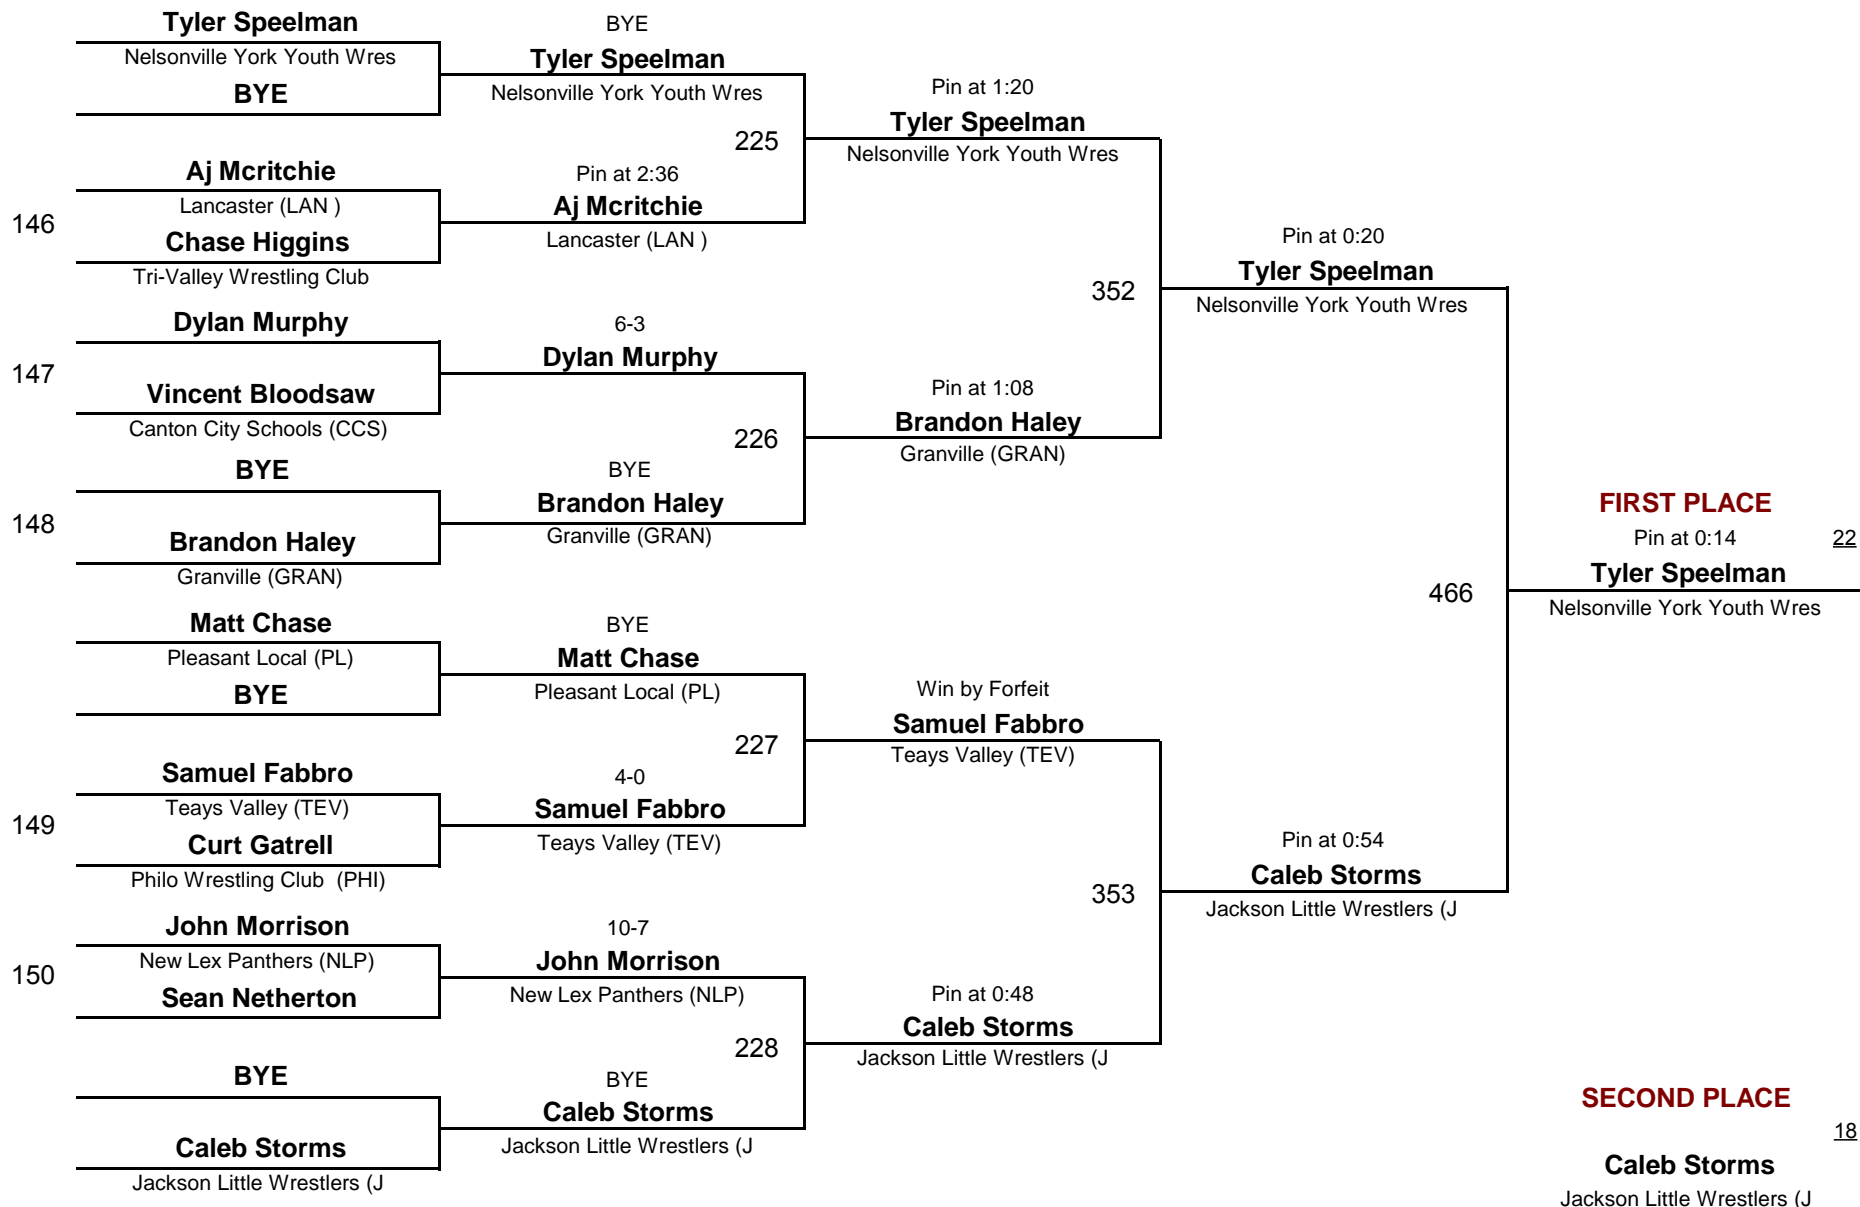 Tyler Speelman
Nelsonville York Youth Wres
BYE
146
Aj Mcritchie
Lancaster (LAN )
Chase Higgins
Tri-Valley Wrestling Club
147
Dylan Murphy
Vincent Bloodsaw
Canton City Schools (CCS)
148
BYE
Brandon Haley
Granville (GRAN)
Matt Chase
Pleasant Local (PL)
BYE
149
Samuel Fabbro
Teays Valley (TEV)
Curt Gatrell
Philo Wrestling Club  (PHI)
150
John Morrison
New Lex Panthers (NLP)
Sean Netherton
BYE
Caleb Storms
Jackson Little Wrestlers (J
BYE
Tyler Speelman
Nelsonville York Youth Wres
225
Pin at 2:36
Aj Mcritchie
Lancaster (LAN )
6-3
Dylan Murphy
226
BYE
Brandon Haley
Granville (GRAN)
BYE
Matt Chase
Pleasant Local (PL)
227
4-0
Samuel Fabbro
Teays Valley (TEV)
10-7
John Morrison
New Lex Panthers (NLP)
228
BYE
Caleb Storms
Jackson Little Wrestlers (J
Pin at 1:20
Tyler Speelman
Nelsonville York Youth Wres
352
Pin at 1:08
Brandon Haley
Granville (GRAN)
Win by Forfeit
Samuel Fabbro
Teays Valley (TEV)
353
Pin at 0:48
Caleb Storms
Jackson Little Wrestlers (J
Pin at 0:20
Tyler Speelman
Nelsonville York Youth Wres
466
Pin at 0:54
Caleb Storms
Jackson Little Wrestlers (J
FIRST PLACE
Pin at 0:14 22
Tyler Speelman
Nelsonville York Youth Wres
SECOND PLACE
18
Caleb Storms
Jackson Little Wrestlers (J